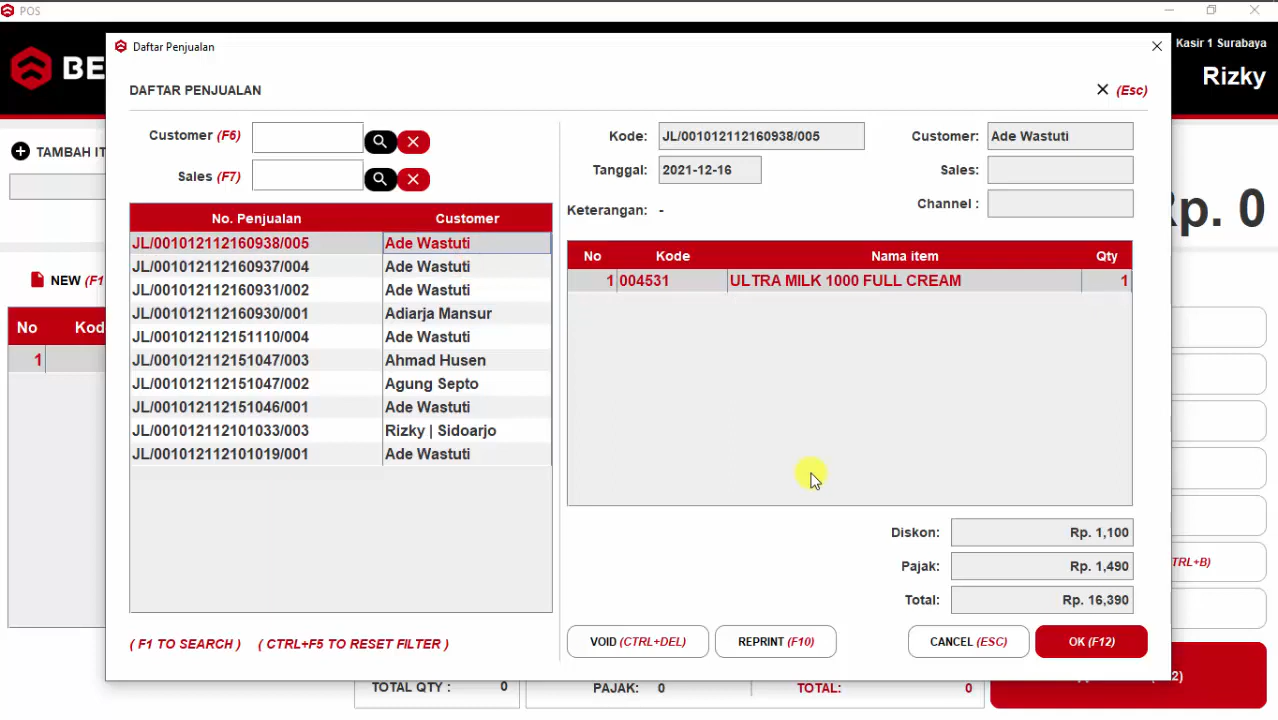 POS
BE
Kasir 1 Surabaya
Rizky
TAMBAH IT
Rp. 0
NEW (F1
No Kod
1
Daftar Penjualan
DAFTAR PENJUALAN
(Esc)
Customer (F6)
Sales (F7)
No. Penjualan Customer
JL/001012112160938/005 Ade Wastuti
JL/001012112160937/004 Ade Wastuti
JL/001012112160931/002 Ade Wastuti
JL/001012112160930/001 Adiarja Mansur
JL/001012112151110/004 Ade Wastuti
JL/001012112151047/003 Ahmad Husen
JL/001012112151047/002 Agung Septo
JL/001012112151046/001 Ade Wastuti
JL/001012112101033/003 Rizky | Sidoarjo
JL/001012112101019/001 Ade Wastuti
( F1 TO SEARCH ) ( CTRL+F5 TO RESET FILTER )
Kode: JL/001012112160938/005 Customer: Ade Wastuti
Tanggal: 2021-12-16 Sales:
Channel :
Keterangan: -
No Kode Nama item Qty
1 004531 ULTRA MILK 1000 FULL CREAM 1
Diskon: Rp. 1,100
Pajak: Rp. 1,490
Total: Rp. 16,390
VOID (CTRL+DEL) REPRINT (F10) CANCEL (ESC) OK (F12)
TRL+B)
2)
TOTAL QTY : 0 PAJAK: 0 TOTAL: 0